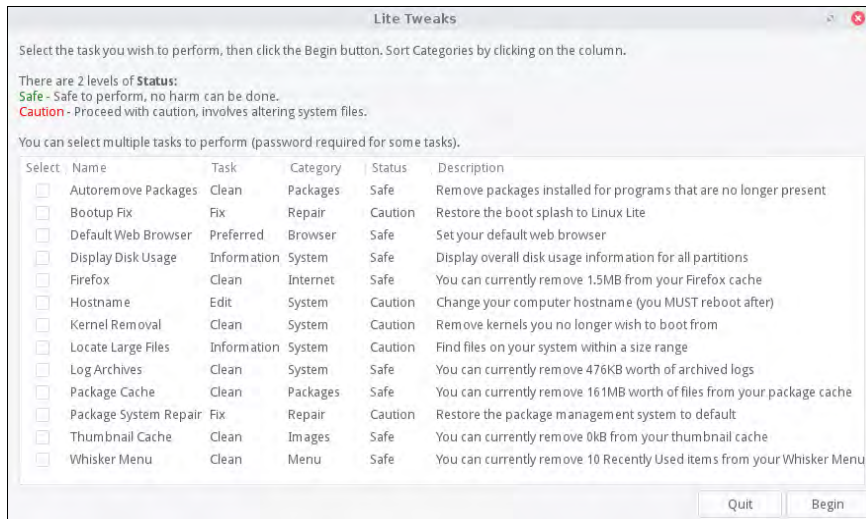 Lite Tweaks
Select the task you wish to perform, then click the Begin button. Sort Categories by clicking on the column.
There are 2 levels of Status:
Safe - Safe to perform, no harm can be done.
Caution - Proceed with caution, involves altering system files.
You can select multiple tasks to perform (password required for some tasks).
Select Name Task Category Status Description
Autoremove Packages Clean Packages Safe Remove packages installed for programs that are no longer present
Bootup Fix Fix Repair Caution Restore the boot splash to Linux Lite
Default Web Browser Preferred Browser Safe Set your default web browser
Display Disk Usage Information System Safe Display overall disk usage information for all partitions
Firefox Clean Internet Safe You can currently remove 1.5MB from your Firefox cache
Hostname Edit System Caution Change your computer hostname (you MUST reboot after)
Kernel Removal Clean System Caution Remove kernels you no longer wish to boot from
Locate Large Files Information System Caution Find files on your system within a size range
Log Archives Clean System Safe You can currently remove 476KB worth of archived logs
Package Cache Clean Packages Safe You can currently remove 161MB worth of files from your package cache
Package System Repair Fix Repair Caution Restore the package management system to default
Thumbnail Cache Clean Images Safe You can currently remove 0kB from your thumbnail cache
Whisker Menu Clean Menu Safe You can currently remove 10 Recently Used items from your Whisker Menu
Quit Begin